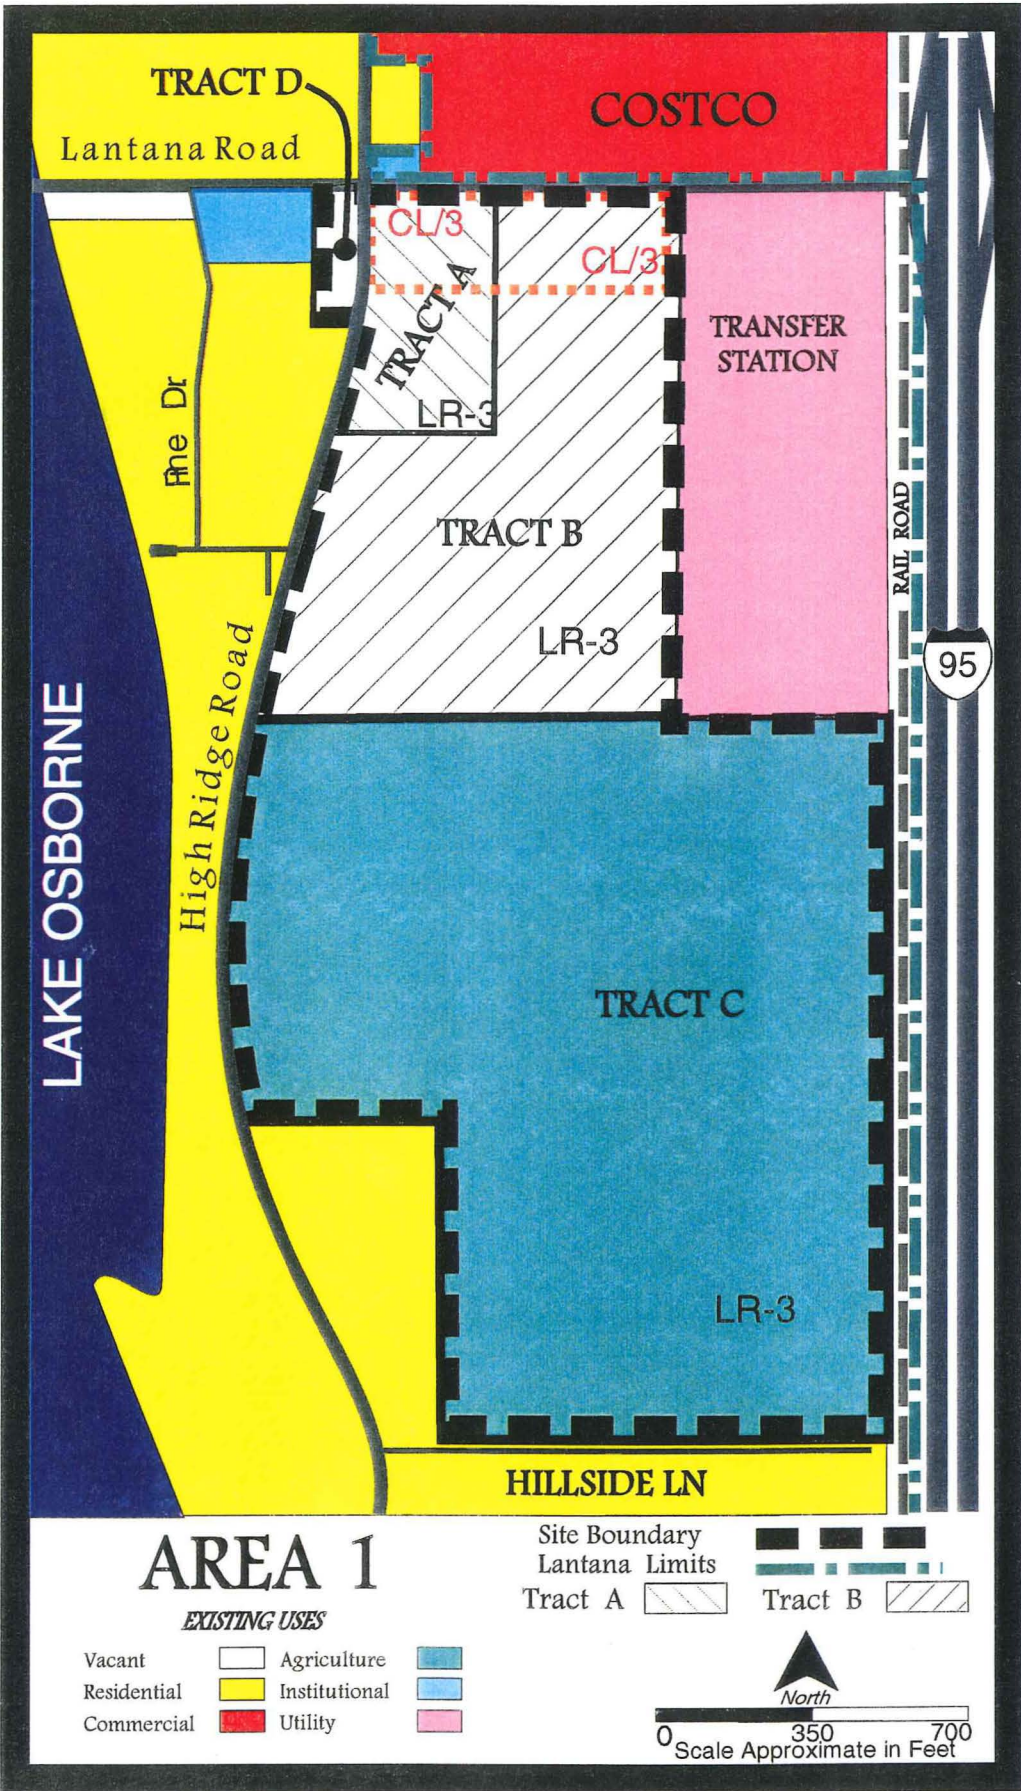 TRACT D
COSTCO
Lantana Road
CL/3
CL/3
TRACT A
LR-3
TRANSFER
STATION
Pine Dr
TRACT B
RAIL ROAD
LR-3
95
High Ridge Road
LAKE OSBORNE
TRACT C
LR-3
HILLSIDE LN
AREA 1
EXISTING USES
Vacant
Agriculture
Residential
Institutional
Commercial
Utility
Site Boundary
Lantana Limits
Tract A
Tract B
North
0 350 700
Scale Approximate in Feet